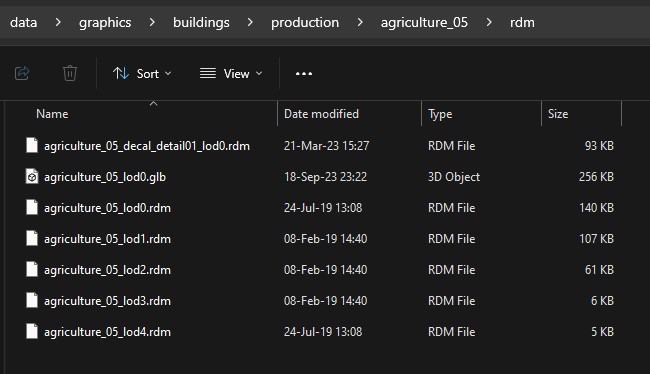 data > graphics > buildings > production > agriculture_05 > rdm
Sort View
Name Date modified Type Size
agriculture_05_decal_detail01_lod0.rdm 21-Mar-23 15:27 RDM File 93 KB
agriculture_05_lod0.glb 18-Sep-23 23:22 3D Object 256 KB
agriculture_05_lod0.rdm 24-Jul-19 13:08 RDM File 140 KB
agriculture_05_lod1.rdm 08-Feb-19 14:40 RDM File 107 KB
agriculture_05_lod2.rdm 08-Feb-19 14:40 RDM File 61 KB
agriculture_05_lod3.rdm 08-Feb-19 14:40 RDM File 6 KB
agriculture_05_lod4.rdm 24-Jul-19 13:08 RDM File 5 KB